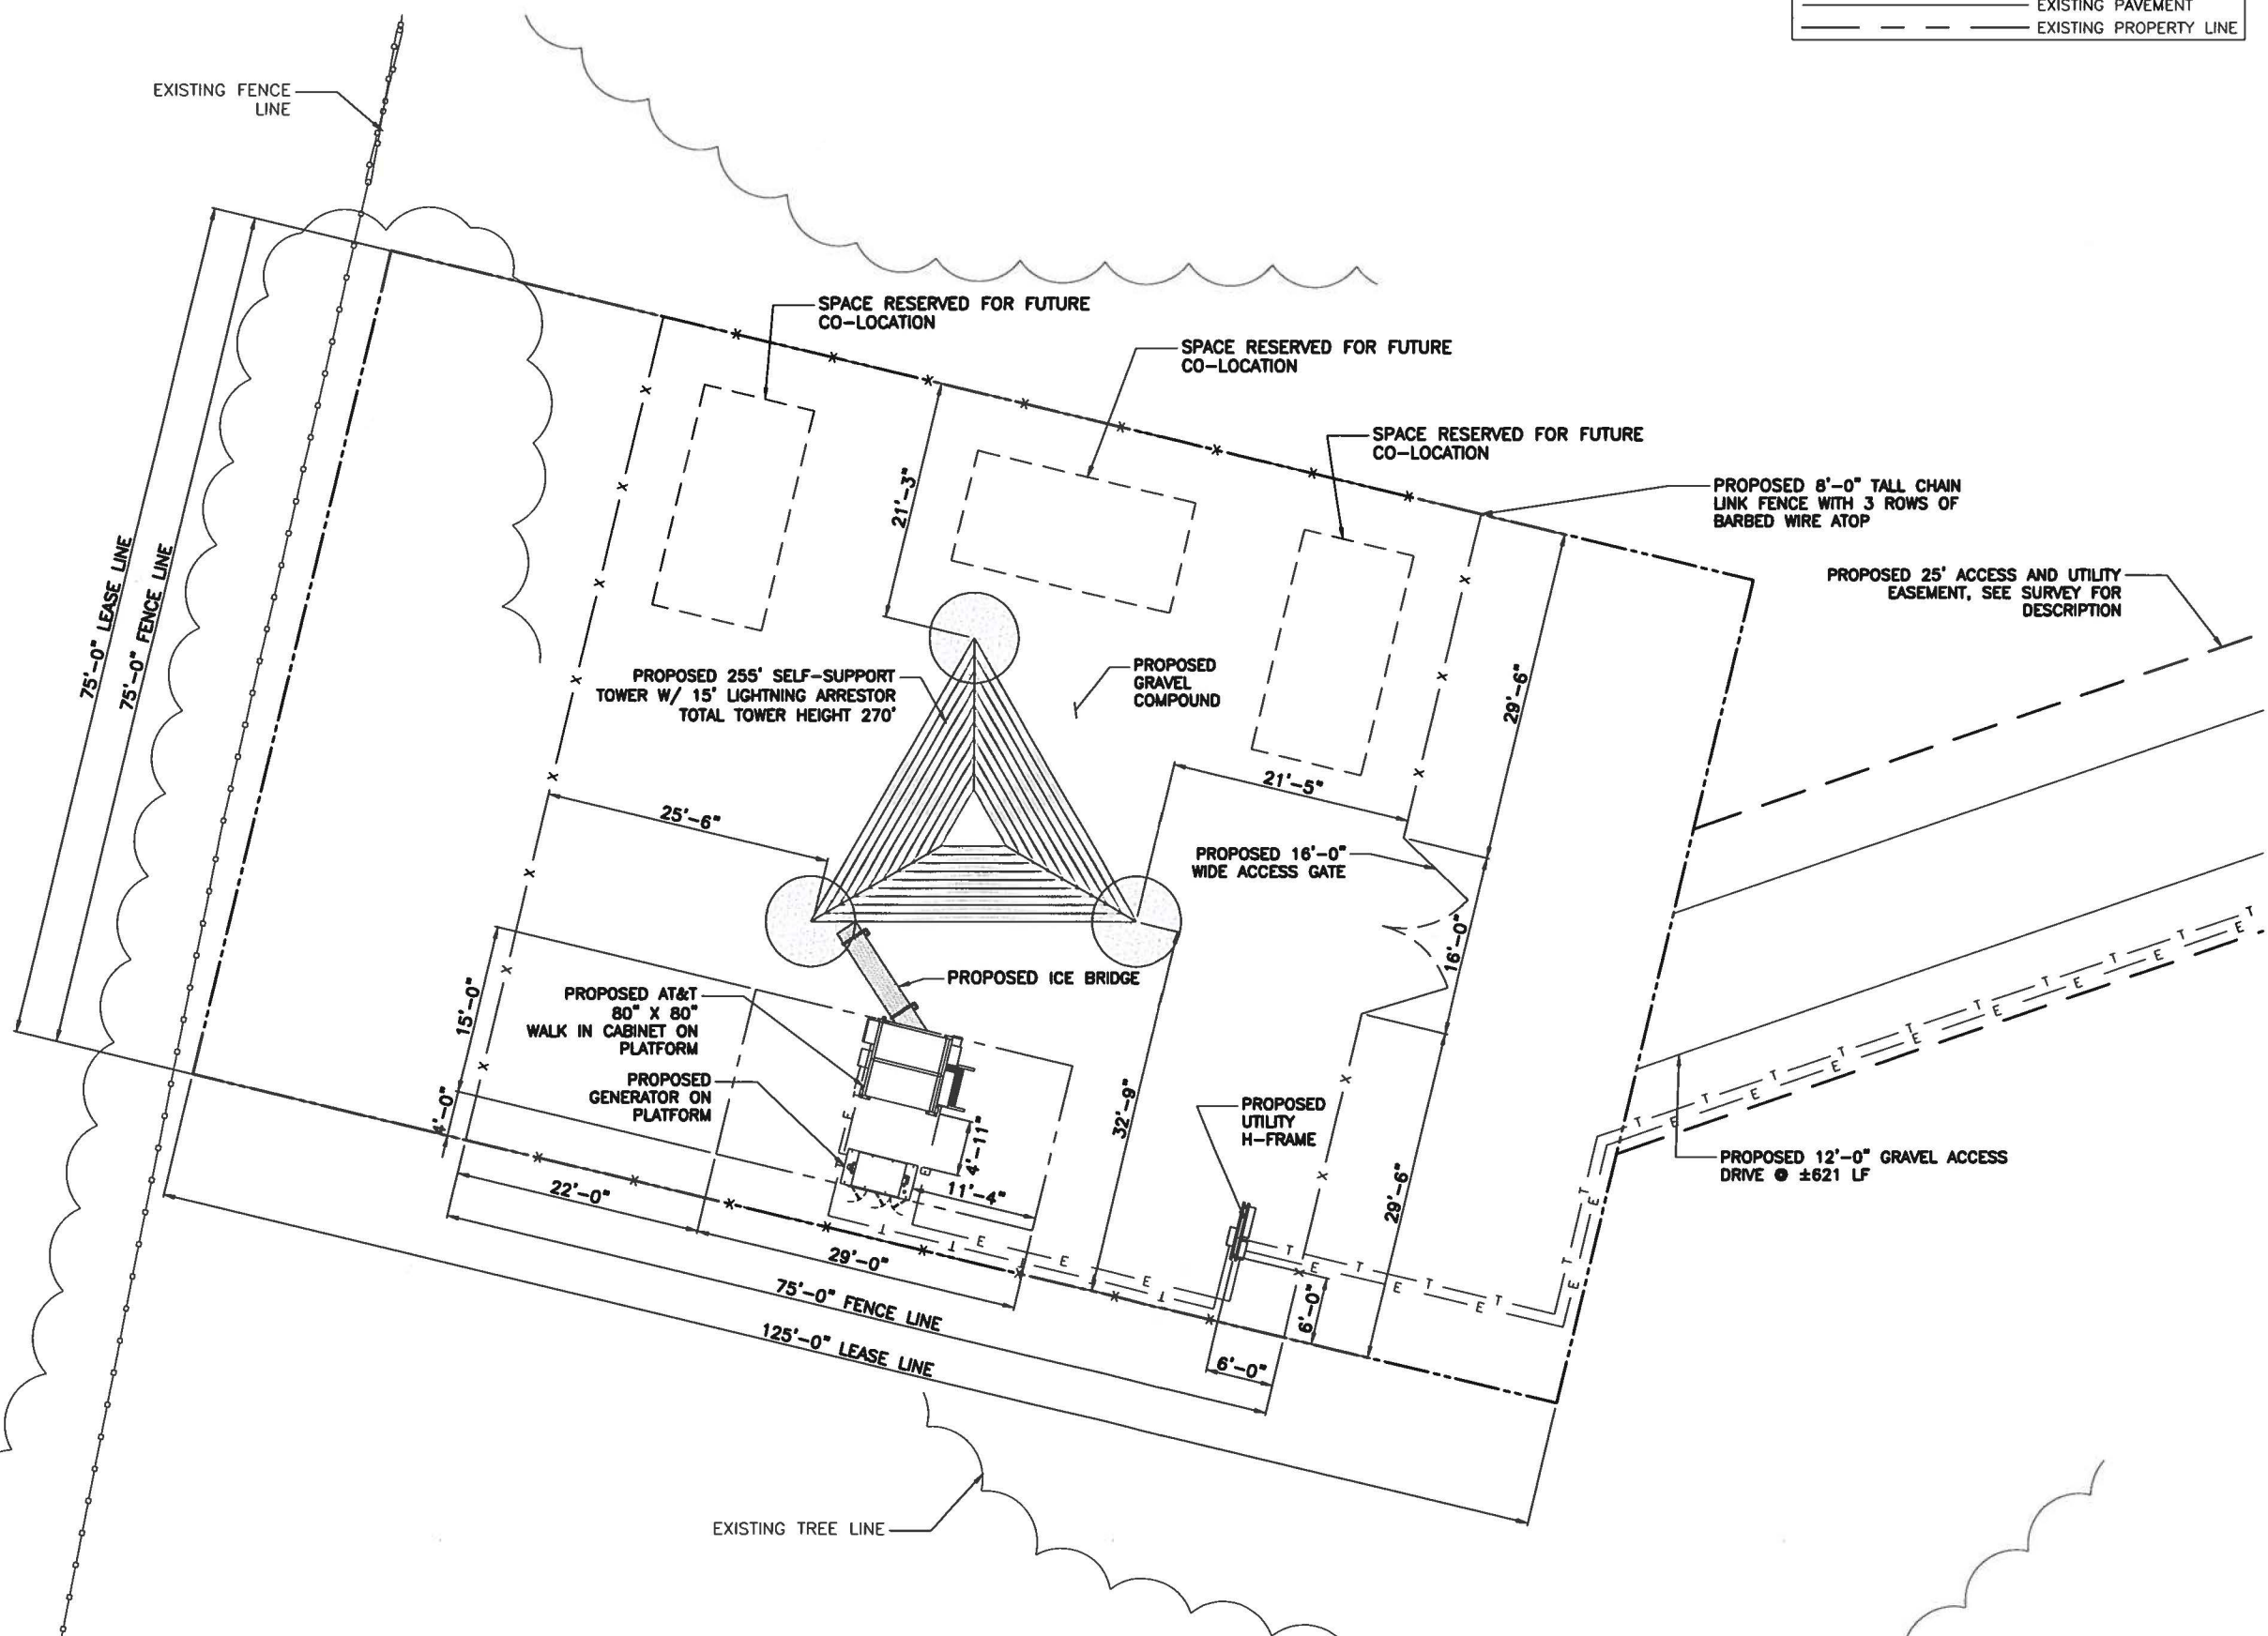 EXISTING PAVEMENT
EXISTING PROPERTY LINE
EXISTING FENCE
LINE
SPACE RESERVED FOR FUTURE
CO-LOCATION
SPACE RESERVED FOR FUTURE
CO-LOCATION
SPACE RESERVED FOR FUTURE
CO-LOCATION
PROPOSED 8'-0" TALL CHAIN
LINK FENCE WITH 3 ROWS OF
BARBED WIRE ATOP
PROPOSED 25' ACCESS AND UTILITY
EASEMENT, SEE SURVEY FOR
DESCRIPTION
75'-0" LEASE LINE
75'-0" FENCE LINE
21'-3"
PROPOSED 255' SELF-SUPPORT
TOWER W/ 15' LIGHTNING ARRESTOR
TOTAL TOWER HEIGHT 270'
PROPOSED
GRAVEL
COMPOUND
29'-6"
21'-5"
25'-6"
PROPOSED 16'-0"
WIDE ACCESS GATE
16'-0"
PROPOSED ICE BRIDGE
15'-0"
PROPOSED AT&T
80" X 80"
WALK IN CABINET ON
PLATFORM
PROPOSED
GENERATOR ON
PLATFORM
4'-0"
4'-11"
32'-9"
PROPOSED
UTILITY
H-FRAME
PROPOSED 12'-0" GRAVEL ACCESS
DRIVE @ ±621 LF
22'-0"
11'-4"
29'-6"
29'-0"
75'-0" FENCE LINE
6'-0"
6'-0"
125'-0" LEASE LINE
EXISTING TREE LINE